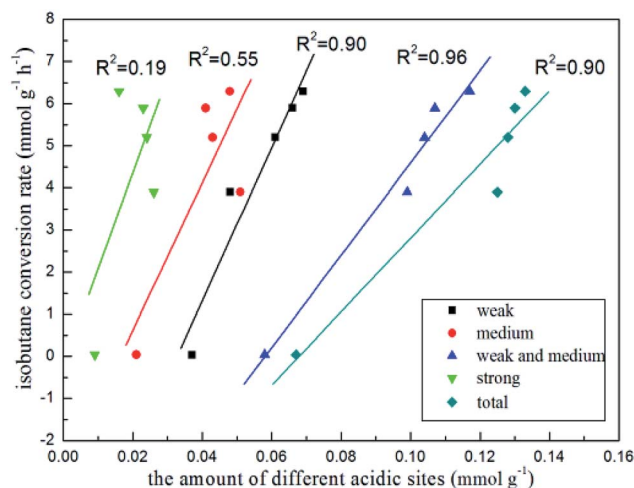 8
7
6
5
4
3
2
1
0
-1
-2
isobutane conversion rate (mmol g⁻¹ h⁻¹)
R²=0.19
R²=0.55
R²=0.90
R²=0.96
R²=0.90
weak
medium
weak and medium
strong
total
0.00 0.02 0.04 0.06 0.08 0.10 0.12 0.14 0.16
the amount of different acidic sites (mmol g⁻¹)